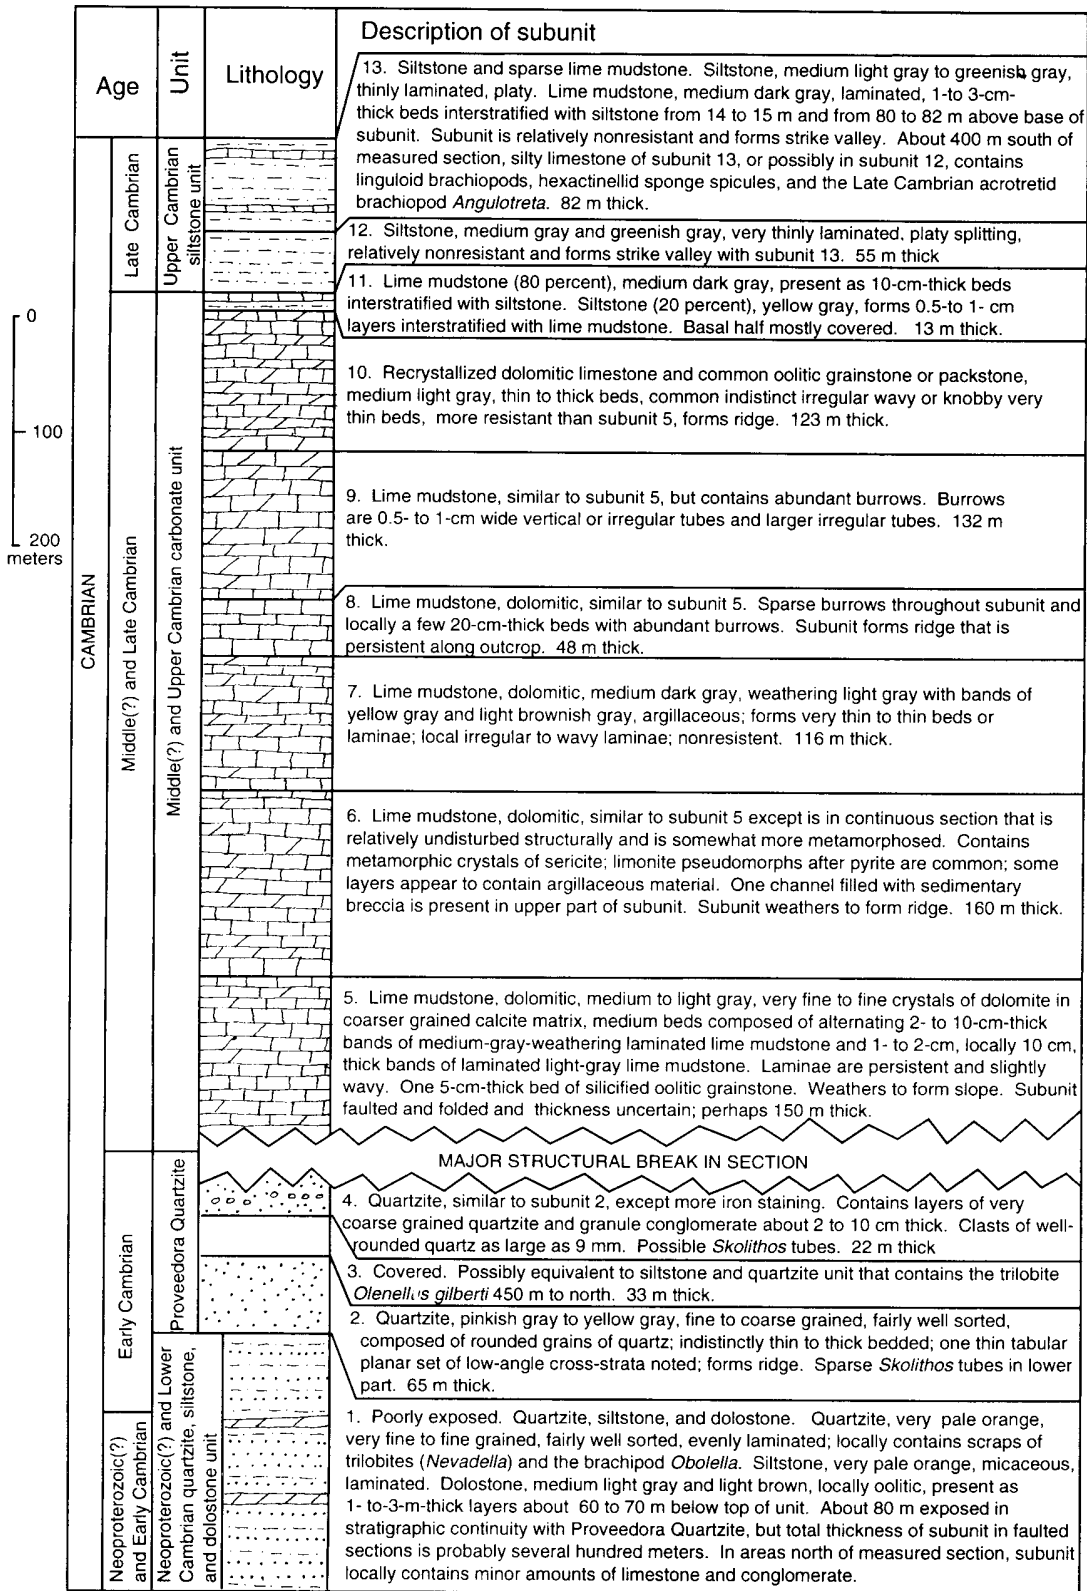 Age
Unit
Lithology
Description of subunit
13. Siltstone and sparse lime mudstone. Siltstone, medium light gray to greenish gray,
thinly laminated, platy. Lime mudstone, medium dark gray, laminated, 1-to 3-cm-
thick beds interstratified with siltstone from 14 to 15 m and from 80 to 82 m above base of
subunit. Subunit is relatively nonresistant and forms strike valley. About 400 m south of
measured section, silty limestone of subunit 13, or possibly in subunit 12, contains
linguloid brachiopods, hexactinellid sponge spicules, and the Late Cambrian acrotretid
brachiopod Angulotreta. 82 m thick.
12. Siltstone, medium gray and greenish gray, very thinly laminated, platy splitting,
relatively nonresistant and forms strike valley with subunit 13. 55 m thick
11. Lime mudstone (80 percent), medium dark gray, present as 10-cm-thick beds
interstratified with siltstone. Siltstone (20 percent), yellow gray, forms 0.5-to 1- cm
layers interstratified with lime mudstone. Basal half mostly covered. 13 m thick.
10. Recrystallized dolomitic limestone and common oolitic grainstone or packstone,
medium light gray, thin to thick beds, common indistinct irregular wavy or knobby very
thin beds, more resistant than subunit 5, forms ridge. 123 m thick.
9. Lime mudstone, similar to subunit 5, but contains abundant burrows. Burrows
are 0.5- to 1-cm wide vertical or irregular tubes and larger irregular tubes. 132 m
thick.
8. Lime mudstone, dolomitic, similar to subunit 5. Sparse burrows throughout subunit and
locally a few 20-cm-thick beds with abundant burrows. Subunit forms ridge that is
persistent along outcrop. 48 m thick.
7. Lime mudstone, dolomitic, medium dark gray, weathering light gray with bands of
yellow gray and light brownish gray, argillaceous; forms very thin to thin beds or
laminae; local irregular to wavy laminae; nonresistent. 116 m thick.
6. Lime mudstone, dolomitic, similar to subunit 5 except is in continuous section that is
relatively undisturbed structurally and is somewhat more metamorphosed. Contains
metamorphic crystals of sericite; limonite pseudomorphs after pyrite are common; some
layers appear to contain argillaceous material. One channel filled with sedimentary
breccia is present in upper part of subunit. Subunit weathers to form ridge. 160 m thick.
5. Lime mudstone, dolomitic, medium to light gray, very fine to fine crystals of dolomite in
coarser grained calcite matrix, medium beds composed of alternating 2- to 10-cm-thick
bands of medium-gray-weathering laminated lime mudstone and 1- to 2-cm, locally 10 cm,
thick bands of laminated light-gray lime mudstone. Laminae are persistent and slightly
wavy. One 5-cm-thick bed of silicified oolitic grainstone. Weathers to form slope. Subunit
faulted and folded and thickness uncertain; perhaps 150 m thick.
MAJOR STRUCTURAL BREAK IN SECTION
4. Quartzite, similar to subunit 2, except more iron staining. Contains layers of very
coarse grained quartzite and granule conglomerate about 2 to 10 cm thick. Clasts of well-
rounded quartz as large as 9 mm. Possible Skolithos tubes. 22 m thick
3. Covered. Possibly equivalent to siltstone and quartzite unit that contains the trilobite
Olenellus gilberti 450 m to north. 33 m thick.
2. Quartzite, pinkish gray to yellow gray, fine to coarse grained, fairly well sorted,
composed of rounded grains of quartz; indistinctly thin to thick bedded; one thin tabular
planar set of low-angle cross-strata noted; forms ridge. Sparse Skolithos tubes in lower
part. 65 m thick.
1. Poorly exposed. Quartzite, siltstone, and dolostone. Quartzite, very pale orange,
very fine to fine grained, fairly well sorted, evenly laminated; locally contains scraps of
trilobites (Nevadella) and the brachipod Obolella. Siltstone, very pale orange, micaceous,
laminated. Dolostone, medium light gray and light brown, locally oolitic, present as
1- to-3-m-thick layers about 60 to 70 m below top of unit. About 80 m exposed in
stratigraphic continuity with Proveedora Quartzite, but total thickness of subunit in faulted
sections is probably several hundred meters. In areas north of measured section, subunit
locally contains minor amounts of limestone and conglomerate.
0
100
200
meters
CAMBRIAN
Late Cambrian
Middle(?) and Late Cambrian
Early Cambrian
Neoproterozoic(?)
and Early Cambrian
Upper Cambrian
siltstone unit
Middle(?) and Upper Cambrian carbonate unit
Proveedora Quartzite
Neoproterozoic(?) and Lower
Cambrian quartzite, siltstone,
and dolostone unit